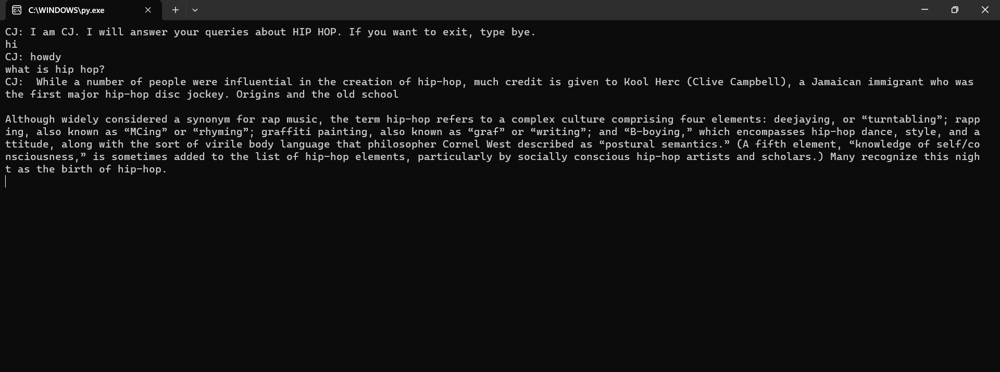 C:\WINDOWS\py.exe
CJ: I am CJ. I will answer your queries about HIP HOP. If you want to exit, type bye.
hi
CJ: howdy
what is hip hop?
CJ:  While a number of people were influential in the creation of hip-hop, much credit is given to Kool Herc (Clive Campbell), a Jamaican immigrant who was
the first major hip-hop disc jockey. Origins and the old school
Although widely considered a synonym for rap music, the term hip-hop refers to a complex culture comprising four elements: deejaying, or “turntabling”; rapp
ing, also known as “MCing” or “rhyming”; graffiti painting, also known as “graf” or “writing”; and “B-boying,” which encompasses hip-hop dance, style, and a
ttitude, along with the sort of virile body language that philosopher Cornel West described as “postural semantics.” (A fifth element, “knowledge of self/co
nsciousness,” is sometimes added to the list of hip-hop elements, particularly by socially conscious hip-hop artists and scholars.) Many recognize this nigh
t as the birth of hip-hop.